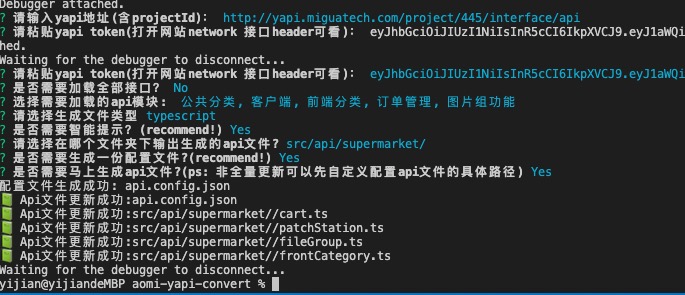 Debugger attached.
? 请输入yapi地址(含projectId): http://yapi.miguatech.com/project/445/interface/api
? 请粘贴yapi token(打开网站network 接口header可看): eyJhbGciOiJIUzI1NiIsInR5cCI6IkpXVCJ9.eyJ1aWQi
hed.
Waiting for the debugger to disconnect...
? 请粘贴yapi token(打开网站network 接口header可看): eyJhbGciOiJIUzI1NiIsInR5cCI6IkpXVCJ9.eyJ1aWQi
? 是否需要加载全部接口? No
? 选择需要加载的api模块: 公共分类, 客户端, 前端分类, 订单管理, 图片组功能
? 请选择生成文件类型 typescript
? 是否需要智能提示? (recommend!) Yes
? 请选择在哪个文件夹下输出生成的api文件? src/api/supermarket/
? 是否需要生成一份配置文件?(recommend!) Yes
? 是否需要马上生成api文件?(ps: 非全量更新可以先自定义配置api文件的具体路径) Yes
配置文件生成成功: api.config.json
Api文件更新成功:api.config.json
Api文件更新成功:src/api/supermarket//cart.ts
Api文件更新成功:src/api/supermarket//patchStation.ts
Api文件更新成功:src/api/supermarket//fileGroup.ts
Api文件更新成功:src/api/supermarket//frontCategory.ts
Waiting for the debugger to disconnect...
yijian@yijiandeMBP aomi-yapi-convert %